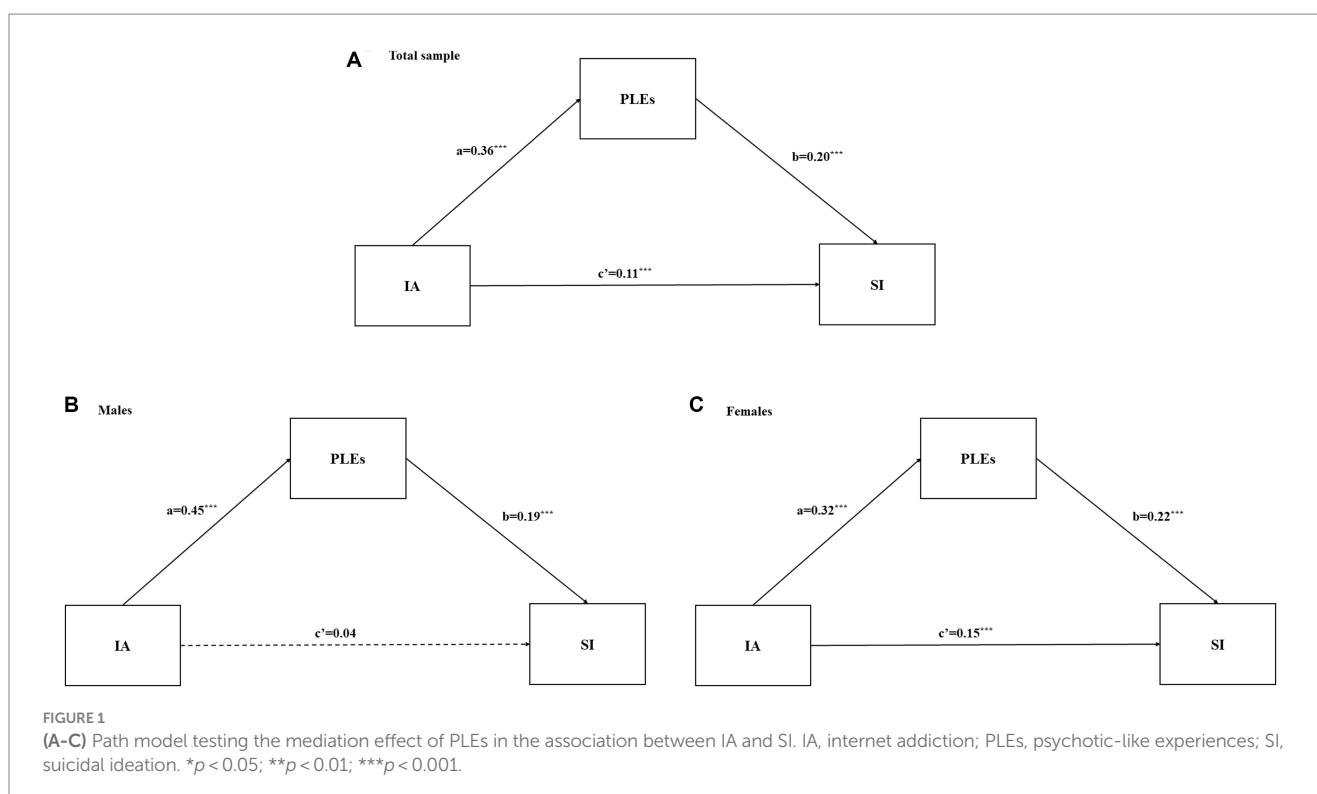 A Total sample
PLEs
a=0.36***
b=0.20***
IA
c'=0.11***
SI
B Males
PLEs
a=0.45***
b=0.19***
IA
c'=0.04
SI
C Females
PLEs
a=0.32***
b=0.22***
IA
c'=0.15***
SI
FIGURE 1
(A-C) Path model testing the mediation effect of PLEs in the association between IA and SI. IA, internet addiction; PLEs, psychotic-like experiences; SI,
suicidal ideation. *p < 0.05; **p < 0.01; ***p < 0.001.